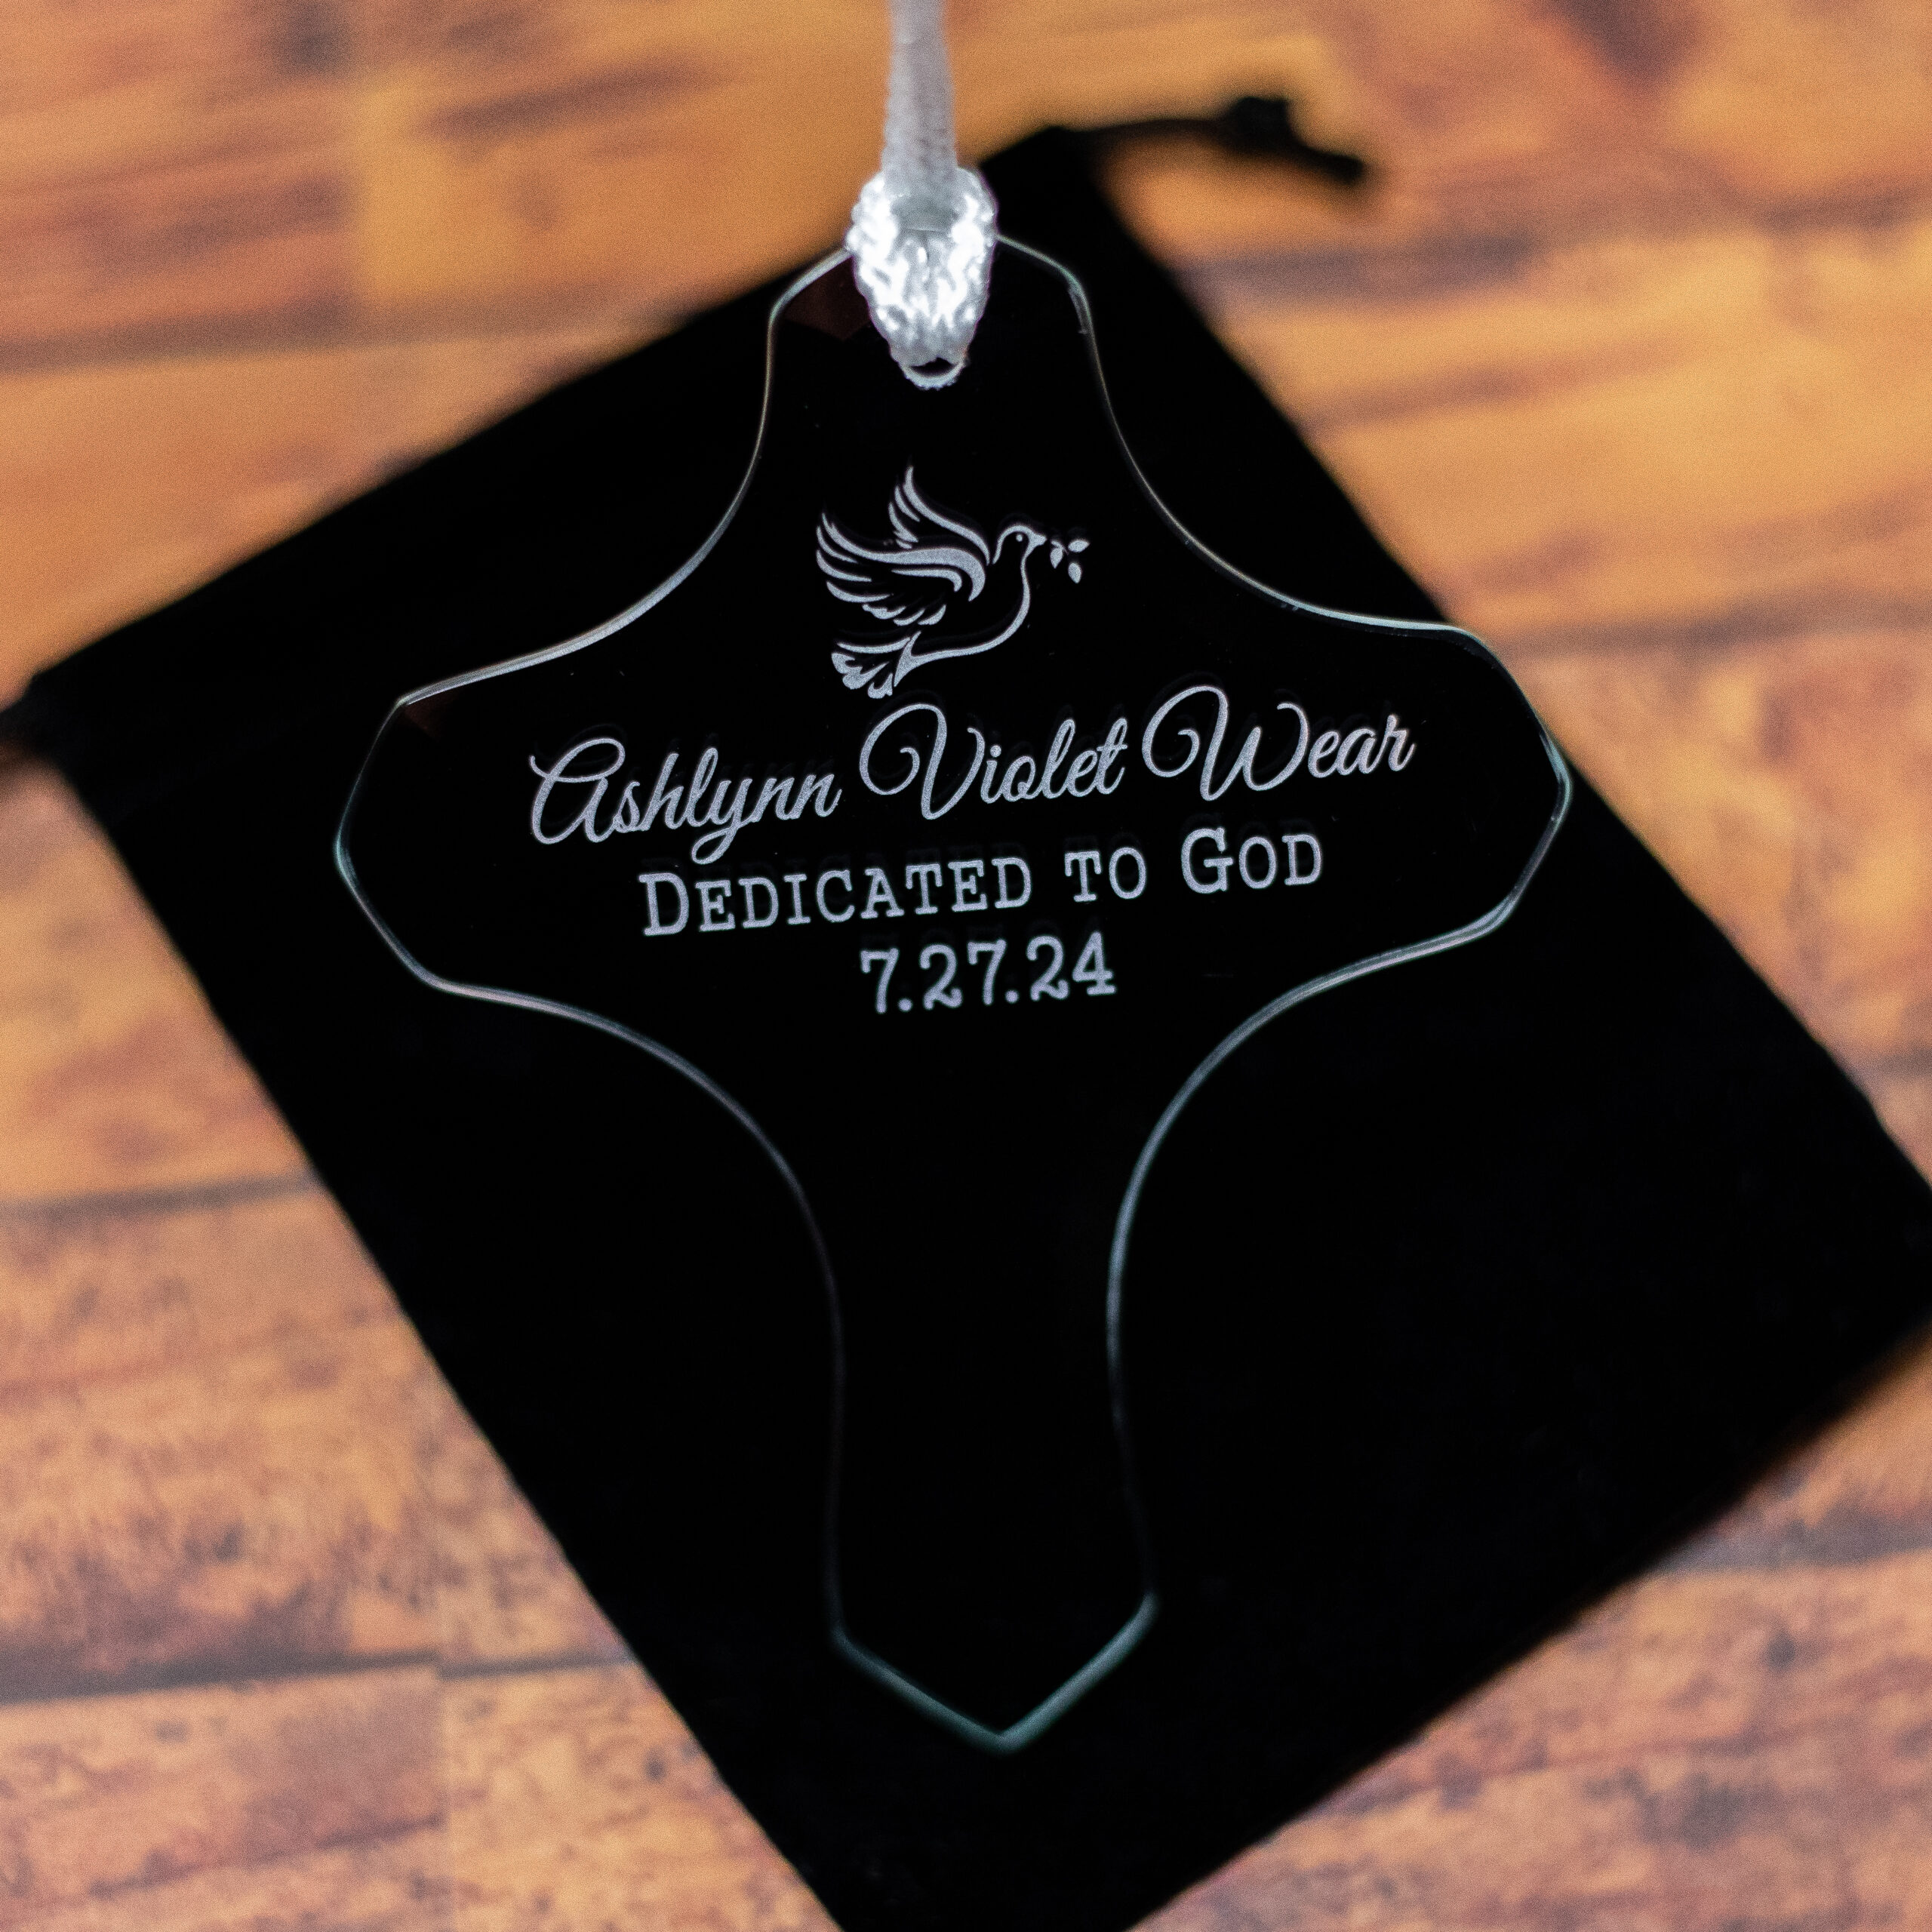 Ashlynn Violet Wear
Dedicated to God
7.27.24